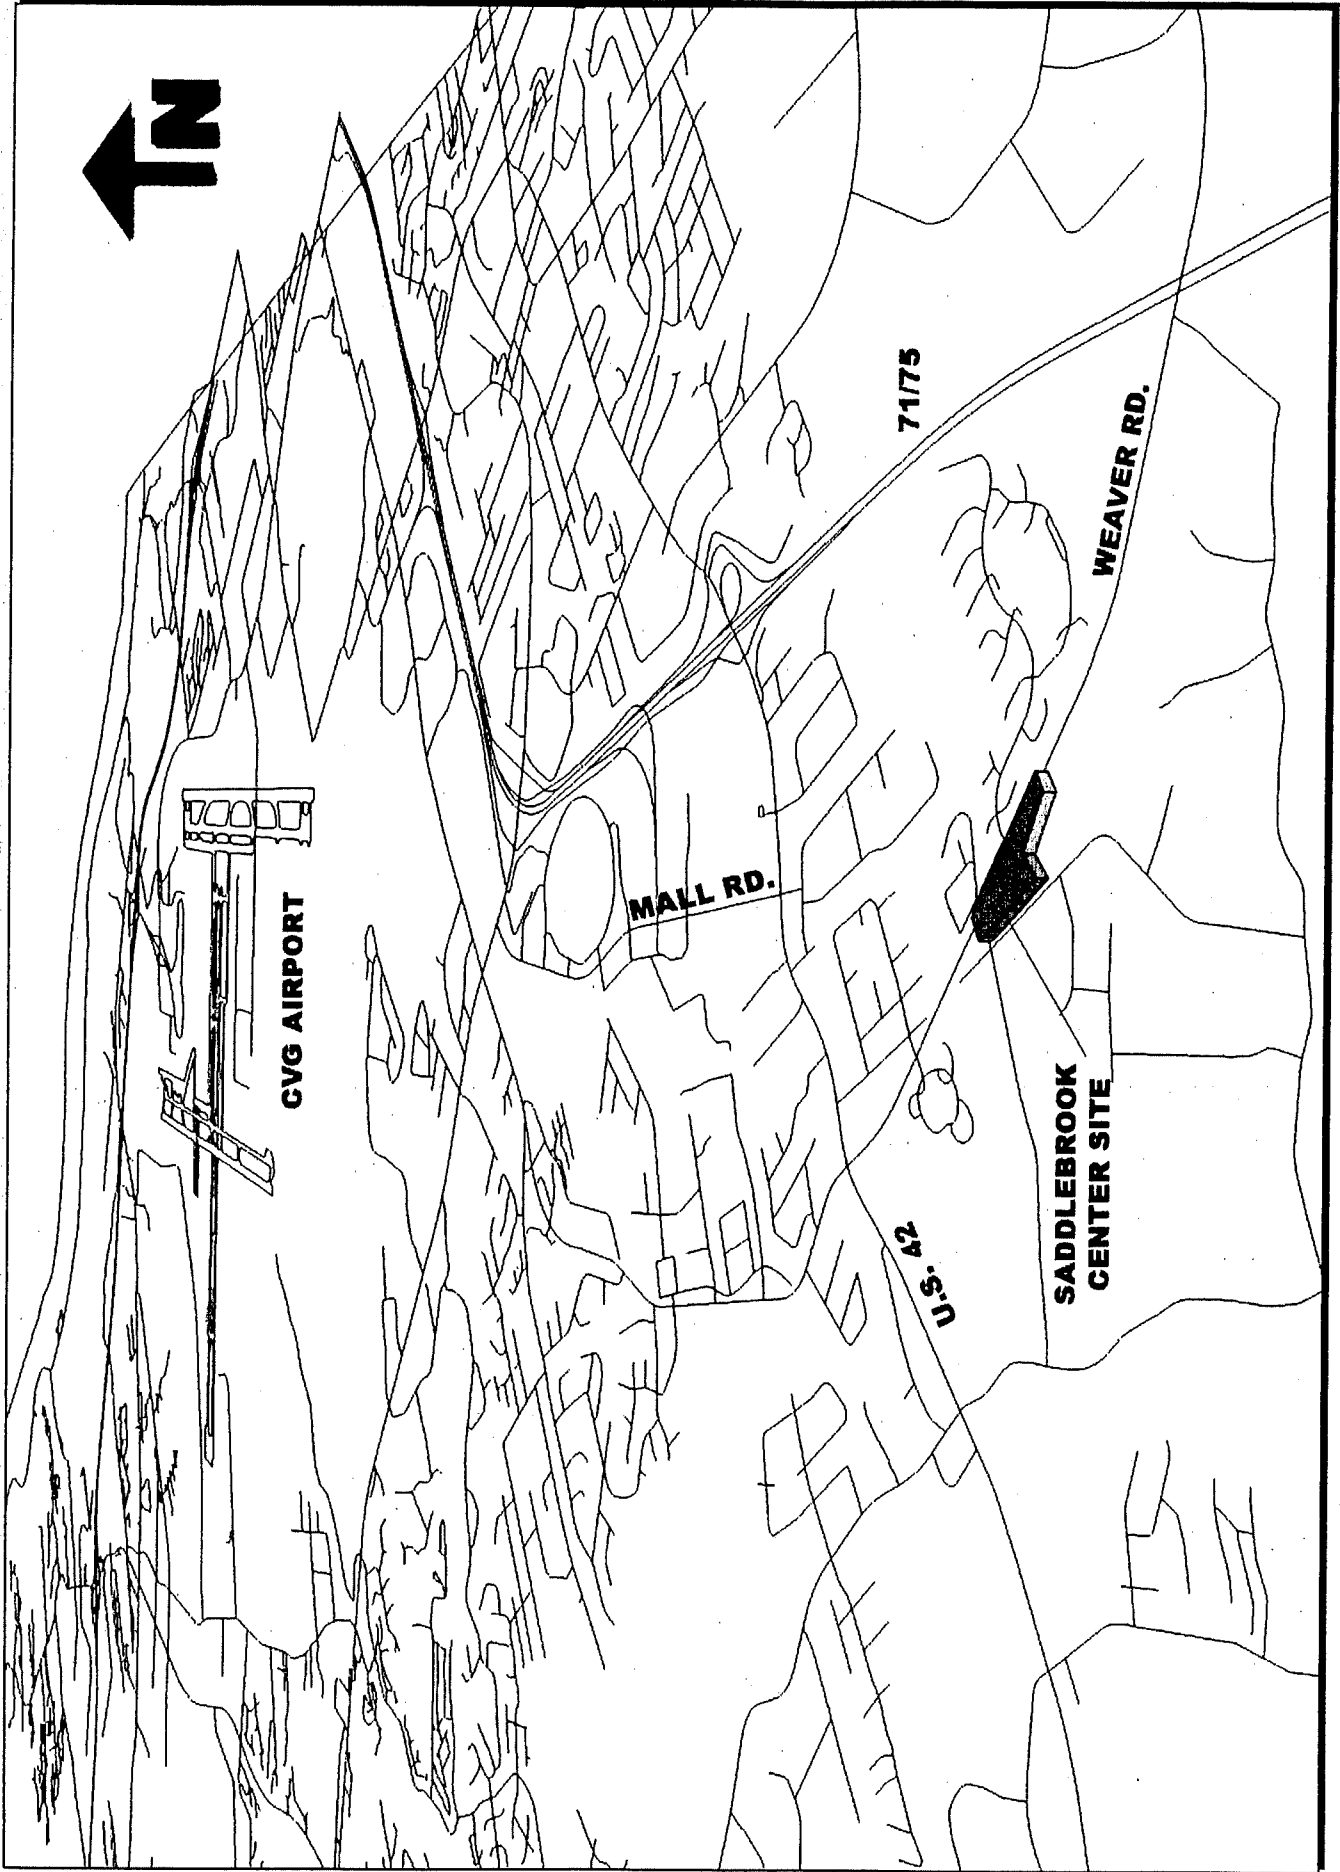 N
CVG AIRPORT
MALL RD.
71/75
U.S. 42
SADDLEBROOK
CENTER SITE
WEAVER RD.